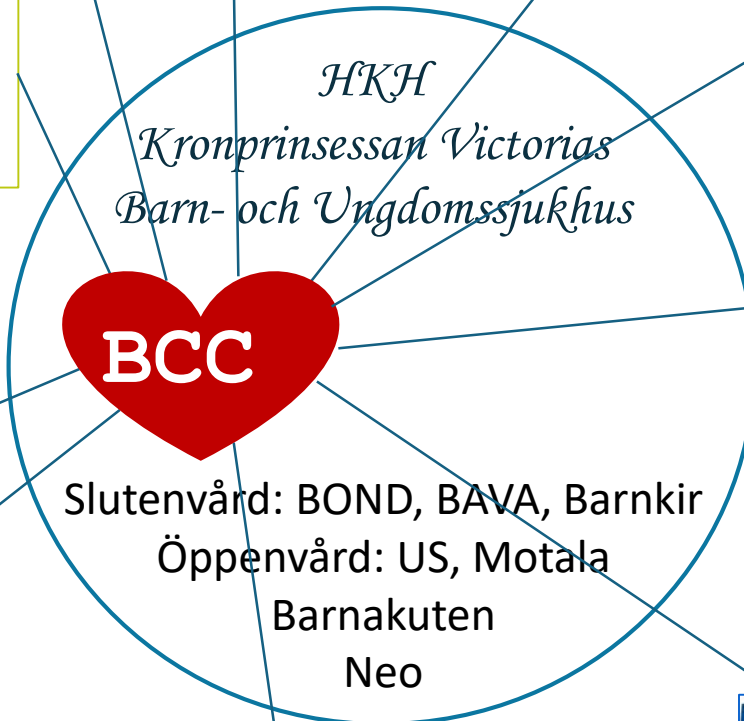 HKH
Kronprinsessan Victorias
Barn- och Ungdomssjukhus
BCC
Slutenvård: BOND, BAVA, Barnkir
Öppenvård: US, Motala
Barnakuten
Neo